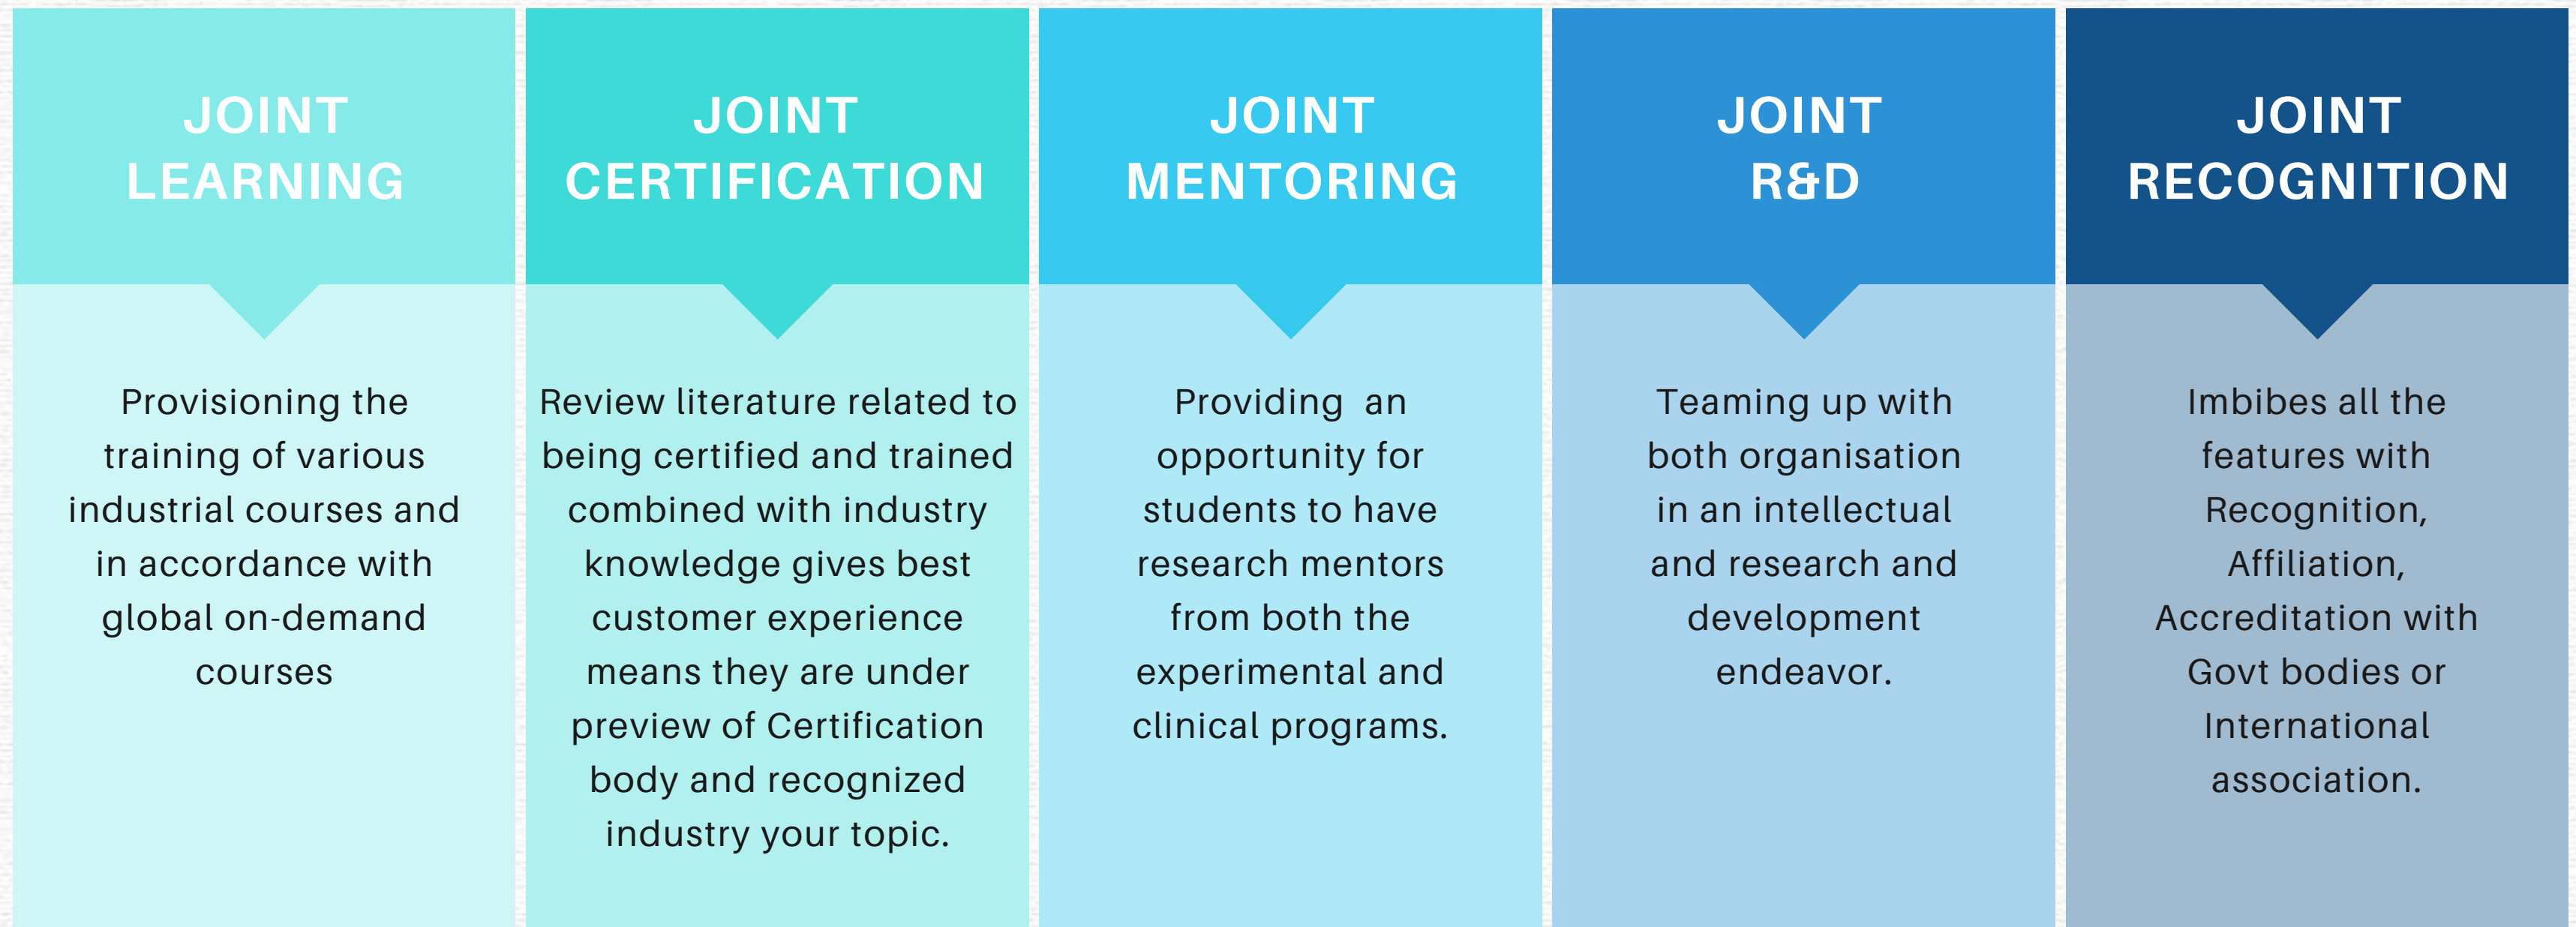 JOINT
LEARNING
Provisioning the
training of various
industrial courses and
in accordance with
global on-demand
courses
JOINT
CERTIFICATION
Review literature related to
being certified and trained
combined with industry
knowledge gives best
customer experience
means they are under
preview of Certification
body and recognized
industry your topic.
JOINT
MENTORING
Providing  an
opportunity for
students to have
research mentors
from both the
experimental and
clinical programs.
JOINT
R&D
Teaming up with
both organisation
in an intellectual
and research and
development
endeavor.
JOINT
RECOGNITION
Imbibes all the
features with
Recognition,
Affiliation,
Accreditation with
Govt bodies or
International
association.